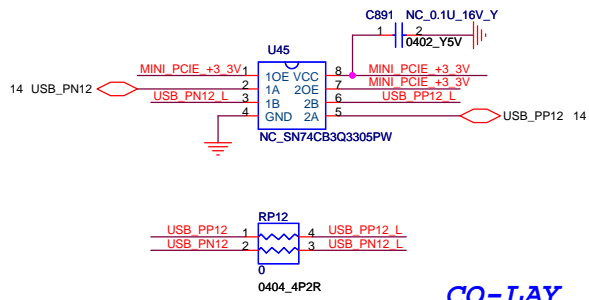 C891 NC_0.1U_16V_Y
1 2
0402_Y5V
U45
MINI_PCIE_+3_3V 1 1OE VCC 8 MINI_PCIE_+3_3V
14 USB_PN12 2 1A 2OE 7 MINI_PCIE_+3_3V
USB_PN12_L 3 1B 2B 6 USB_PP12_L
4 GND 2A 5 USB_PP12 14
NC_SN74CB3Q3305PW
RP12
USB_PP12 1 4 USB_PP12_L
USB_PN12 2 3 USB_PN12_L
0
0404_4P2R
CO-LAY